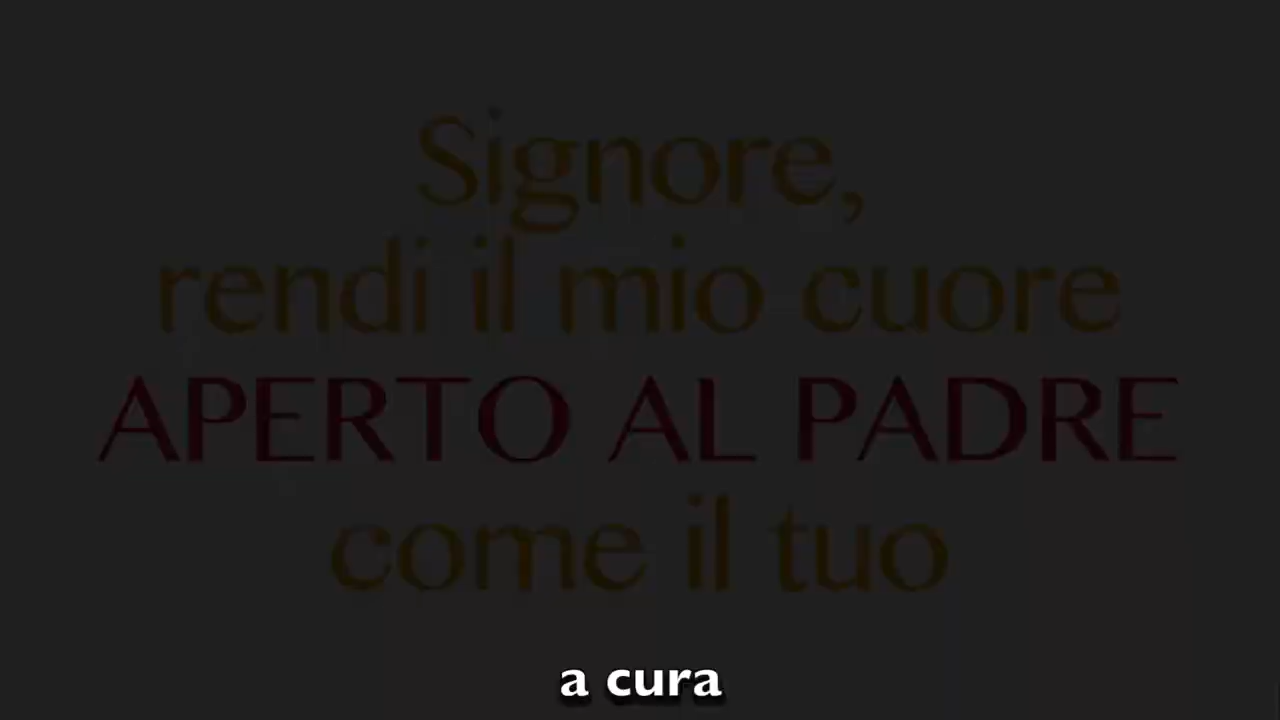 Signore,
rendi il mio cuore
APERTO AL PADRE
come il tuo
a cura